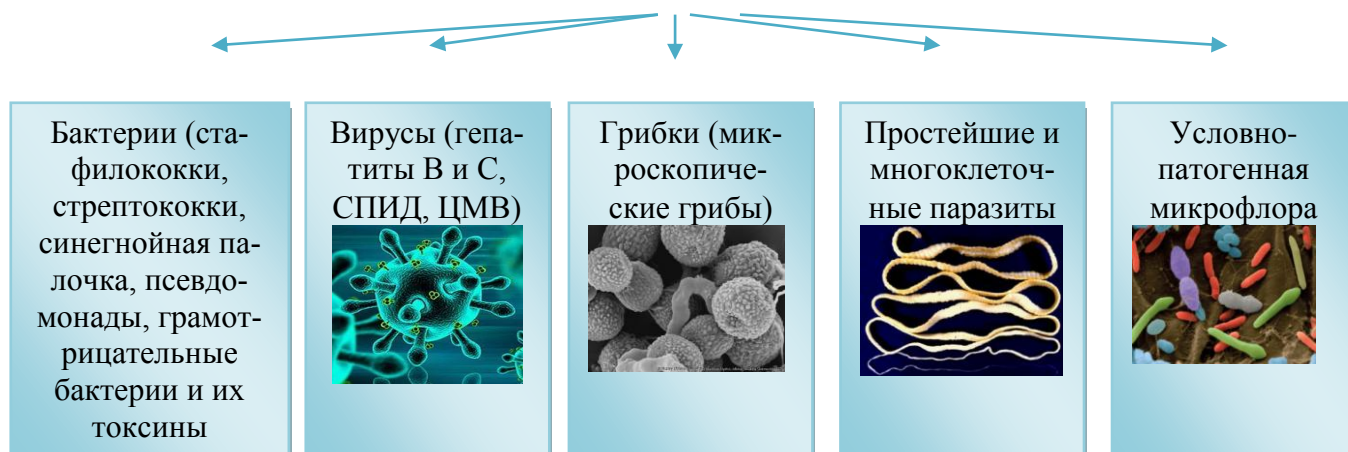 Бактерии (ста-
филококки,
стрептококки,
синегнойная па-
лочка, псевдо-
монады, грамот-
рицательные
бактерии и их
токсины
Вирусы (гепа-
титы В и С,
СПИД, ЦМВ)
Грибки (мик-
роскопиче-
ские грибы)
Простейшие и
многоклеточ-
ные паразиты
Условно-
патогенная
микрофлора